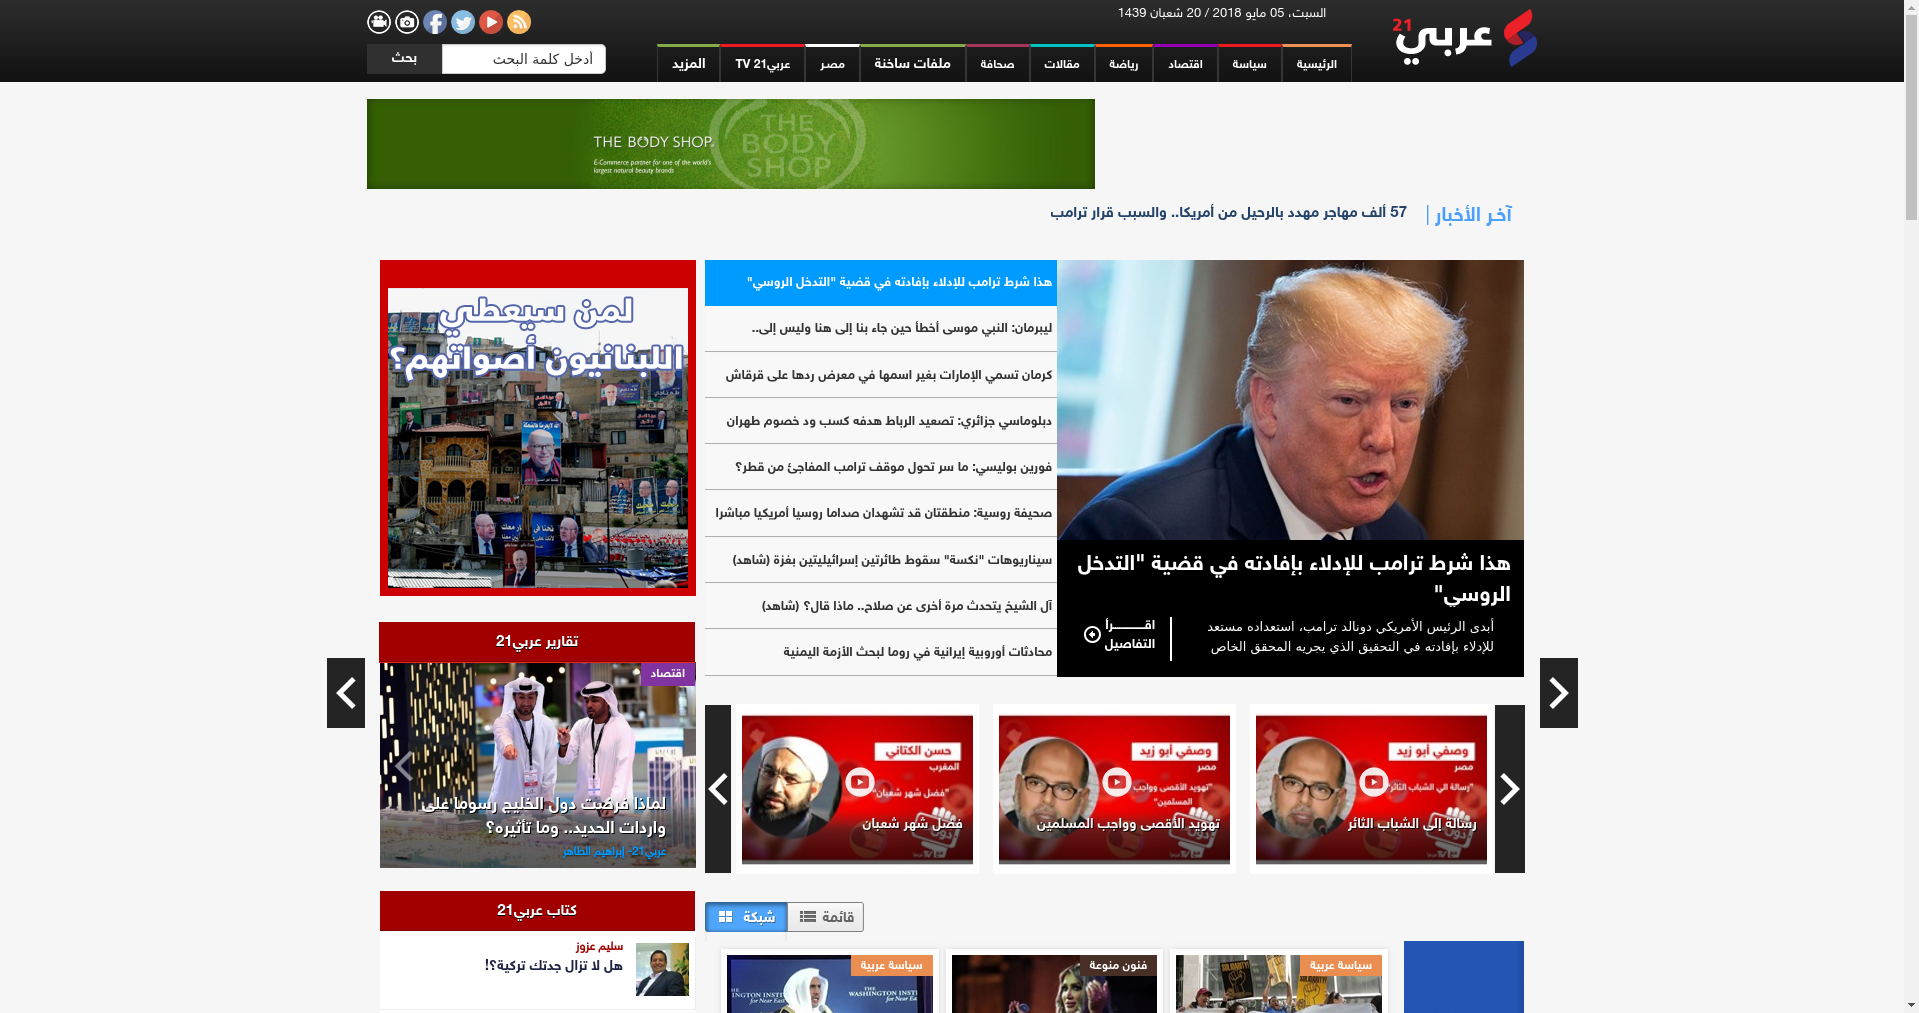 عربي21
السبت، 05 مايو 2018 / 20 شعبان 1439
الرئيسية
سياسة
اقتصاد
رياضة
مقالات
صحافة
ملفات ساخنة
مصر
عربي21 TV
المزيد
أدخل كلمة البحث
بحث
THE BODY SHOP.
E-Commerce partner for one of the world's
largest natural beauty brands
THE
BODY
SHOP
آخر الأخبار |
57 ألف مهاجر مهدد بالرحيل من أمريكا.. والسبب قرار ترامب
هذا شرط ترامب للإدلاء بإفادته في قضية "التدخل
الروسي"
أبدى الرئيس الأمريكي دونالد ترامب، استعداده مستعد
للإدلاء بإفادته في التحقيق الذي يجريه المحقق الخاص
اقـــــــرأ
التفاصيل
هذا شرط ترامب للإدلاء بإفادته في قضية "التدخل الروسي"
ليبرمان: النبي موسى أخطأ حين جاء بنا إلى هنا وليس إلى..
كرمان تسمي الإمارات بغير اسمها في معرض ردها على قرقاش
دبلوماسي جزائري: تصعيد الرباط هدفه كسب ود خصوم طهران
فورين بوليسي: ما سر تحول موقف ترامب المفاجئ من قطر؟
صحيفة روسية: منطقتان قد تشهدان صداما روسيا أمريكيا مباشرا
سيناريوهات "نكسة" سقوط طائرتين إسرائيليتين بغزة (شاهد)
آل الشيخ يتحدث مرة أخرى عن صلاح.. ماذا قال؟ (شاهد)
محادثات أوروبية إيرانية في روما لبحث الأزمة اليمنية
لمن سيعطي
اللبنانيون أصواتهم؟
تقارير عربي21
اقتصاد
لماذا فرضت دول الخليج رسوما على
واردات الحديد.. وما تأثيره؟
عربي21- إبراهيم الطاهر
وصفي أبو زيد
مصر
"رسالة الي الشباب الثائر"
رسالة إلى الشباب الثائر
وصفي أبو زيد
مصر
"تهويد الأقصى وواجب
المسلمين"
تهويد الأقصى وواجب المسلمين
حسن الكتاني
المغرب
"فضل شهر شعبان"
فضل شهر شعبان
كتاب عربي21
سليم عزوز
هل لا تزال جدتك تركية؟!
قائمة
شبكة
سياسة عربية
فنون منوعة
سياسة عربية
SOLIDARITY!